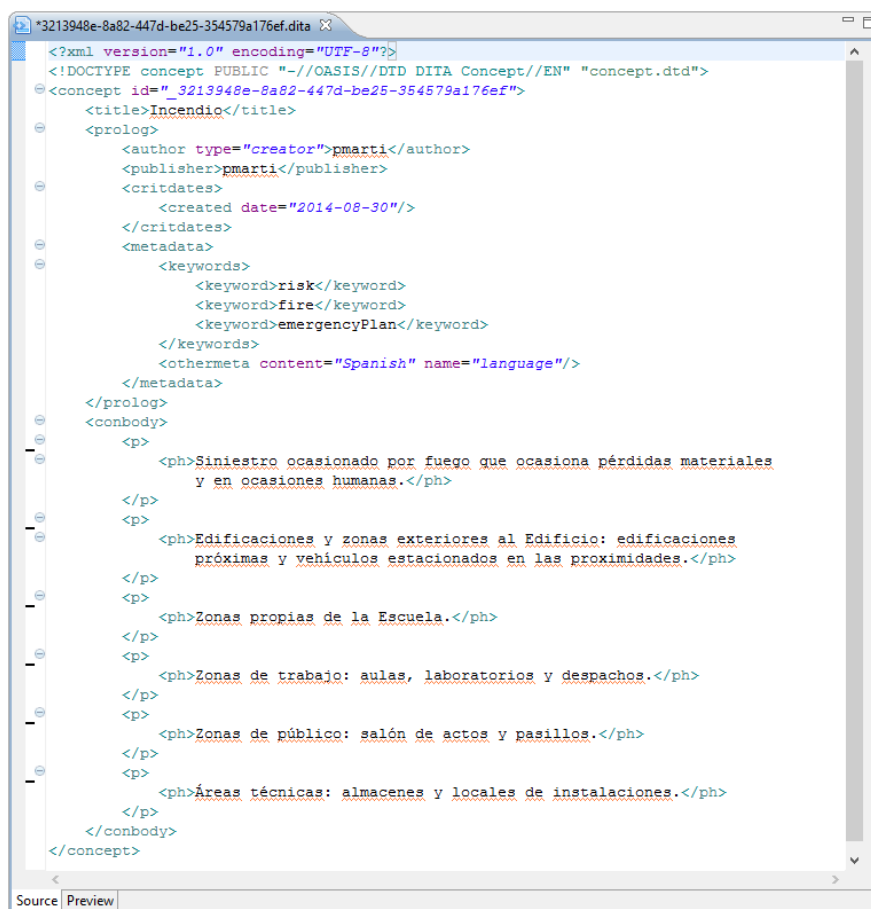 *3213948e-8a82-447d-be25-354579a176ef.dita
<?xml version="1.0" encoding="UTF-8"?>
<!DOCTYPE concept PUBLIC "-//OASIS//DTD DITA Concept//EN" "concept.dtd">
<concept id="_3213948e-8a82-447d-be25-354579a176ef">
<title>Incendio</title>
<prolog>
<author type="creator">pmarti</author>
<publisher>pmarti</publisher>
<critdates>
<created date="2014-08-30"/>
</critdates>
<metadata>
<keywords>
<keyword>risk</keyword>
<keyword>fire</keyword>
<keyword>emergencyPlan</keyword>
</keywords>
<othermeta content="Spanish" name="language"/>
</metadata>
</prolog>
<conbody>
<p>
<ph>Siniestro ocasionado por fuego que ocasiona pérdidas materiales
y en ocasiones humanas.</ph>
</p>
<p>
<ph>Edificaciones y zonas exteriores al Edificio: edificaciones
próximas y vehículos estacionados en las proximidades.</ph>
</p>
<p>
<ph>Zonas propias de la Escuela.</ph>
</p>
<p>
<ph>Zonas de trabajo: aulas, laboratorios y despachos.</ph>
</p>
<p>
<ph>Zonas de público: salón de actos y pasillos.</ph>
</p>
<p>
<ph>Áreas técnicas: almacenes y locales de instalaciones.</ph>
</p>
</conbody>
</concept>
Source Preview